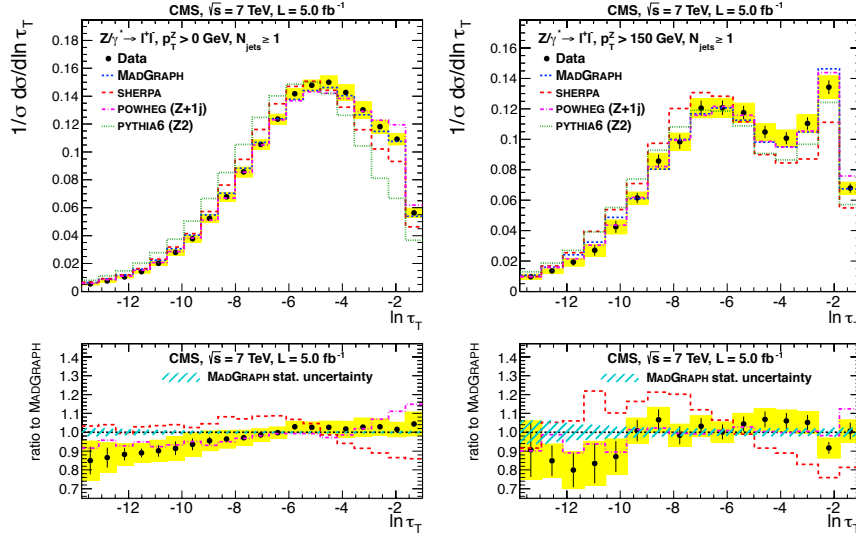 CMS, √s = 7 TeV, L = 5.0 fb⁻¹
Z/γ* → l⁺l⁻, p_T^Z > 0 GeV, N_jets ≥ 1
Data
MADGRAPH
SHERPA
POWHEG (Z+1j)
PYTHIA6 (Z2)
1/σ dσ/dln τ_T
0.18
0.16
0.14
0.12
0.1
0.08
0.06
0.04
0.02
0
-12 -10 -8 -6 -4 -2
ln τ_T
CMS, √s = 7 TeV, L = 5.0 fb⁻¹
Z/γ* → l⁺l⁻, p_T^Z > 150 GeV, N_jets ≥ 1
Data
MADGRAPH
SHERPA
POWHEG (Z+1j)
PYTHIA6 (Z2)
1/σ dσ/dln τ_T
0.18
0.16
0.14
0.12
0.1
0.08
0.06
0.04
0.02
0
-12 -10 -8 -6 -4 -2
ln τ
CMS, √s = 7 TeV, L = 5.0 fb⁻¹
MADGRAPH stat. uncertainty
ratio to MADGRAPH
1.4
1.3
1.2
1.1
1.0
0.9
0.8
0.7
-12 -10 -8 -6 -4 -2
ln τ_T
CMS, √s = 7 TeV, L = 5.0 fb⁻¹
MADGRAPH stat. uncertainty
ratio to MADGRAPH
1.4
1.3
1.2
1.1
1.0
0.9
0.8
0.7
-12 -10 -8 -6 -4 -2
ln τ_T